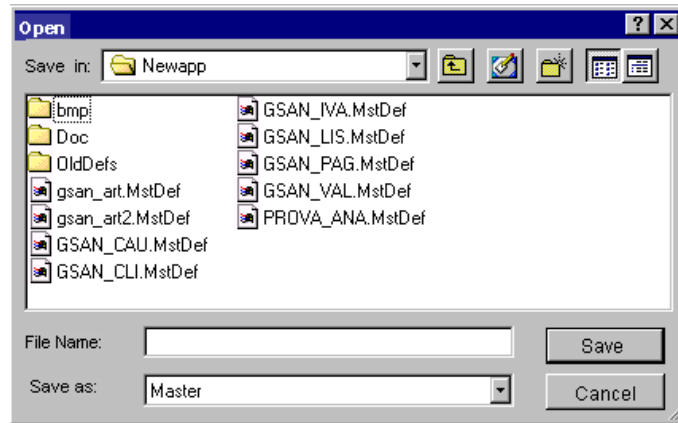 Open
Save in: Newapp
bmp
Doc
OldDefs
gsan_art.MstDef
gsan_art2.MstDef
GSAN_CAU.MstDef
GSAN_CLI.MstDef
GSAN_IVA.MstDef
GSAN_LIS.MstDef
GSAN_PAG.MstDef
GSAN_VAL.MstDef
PROVA_ANA.MstDef
File Name:
Save
Save as: Master
Cancel